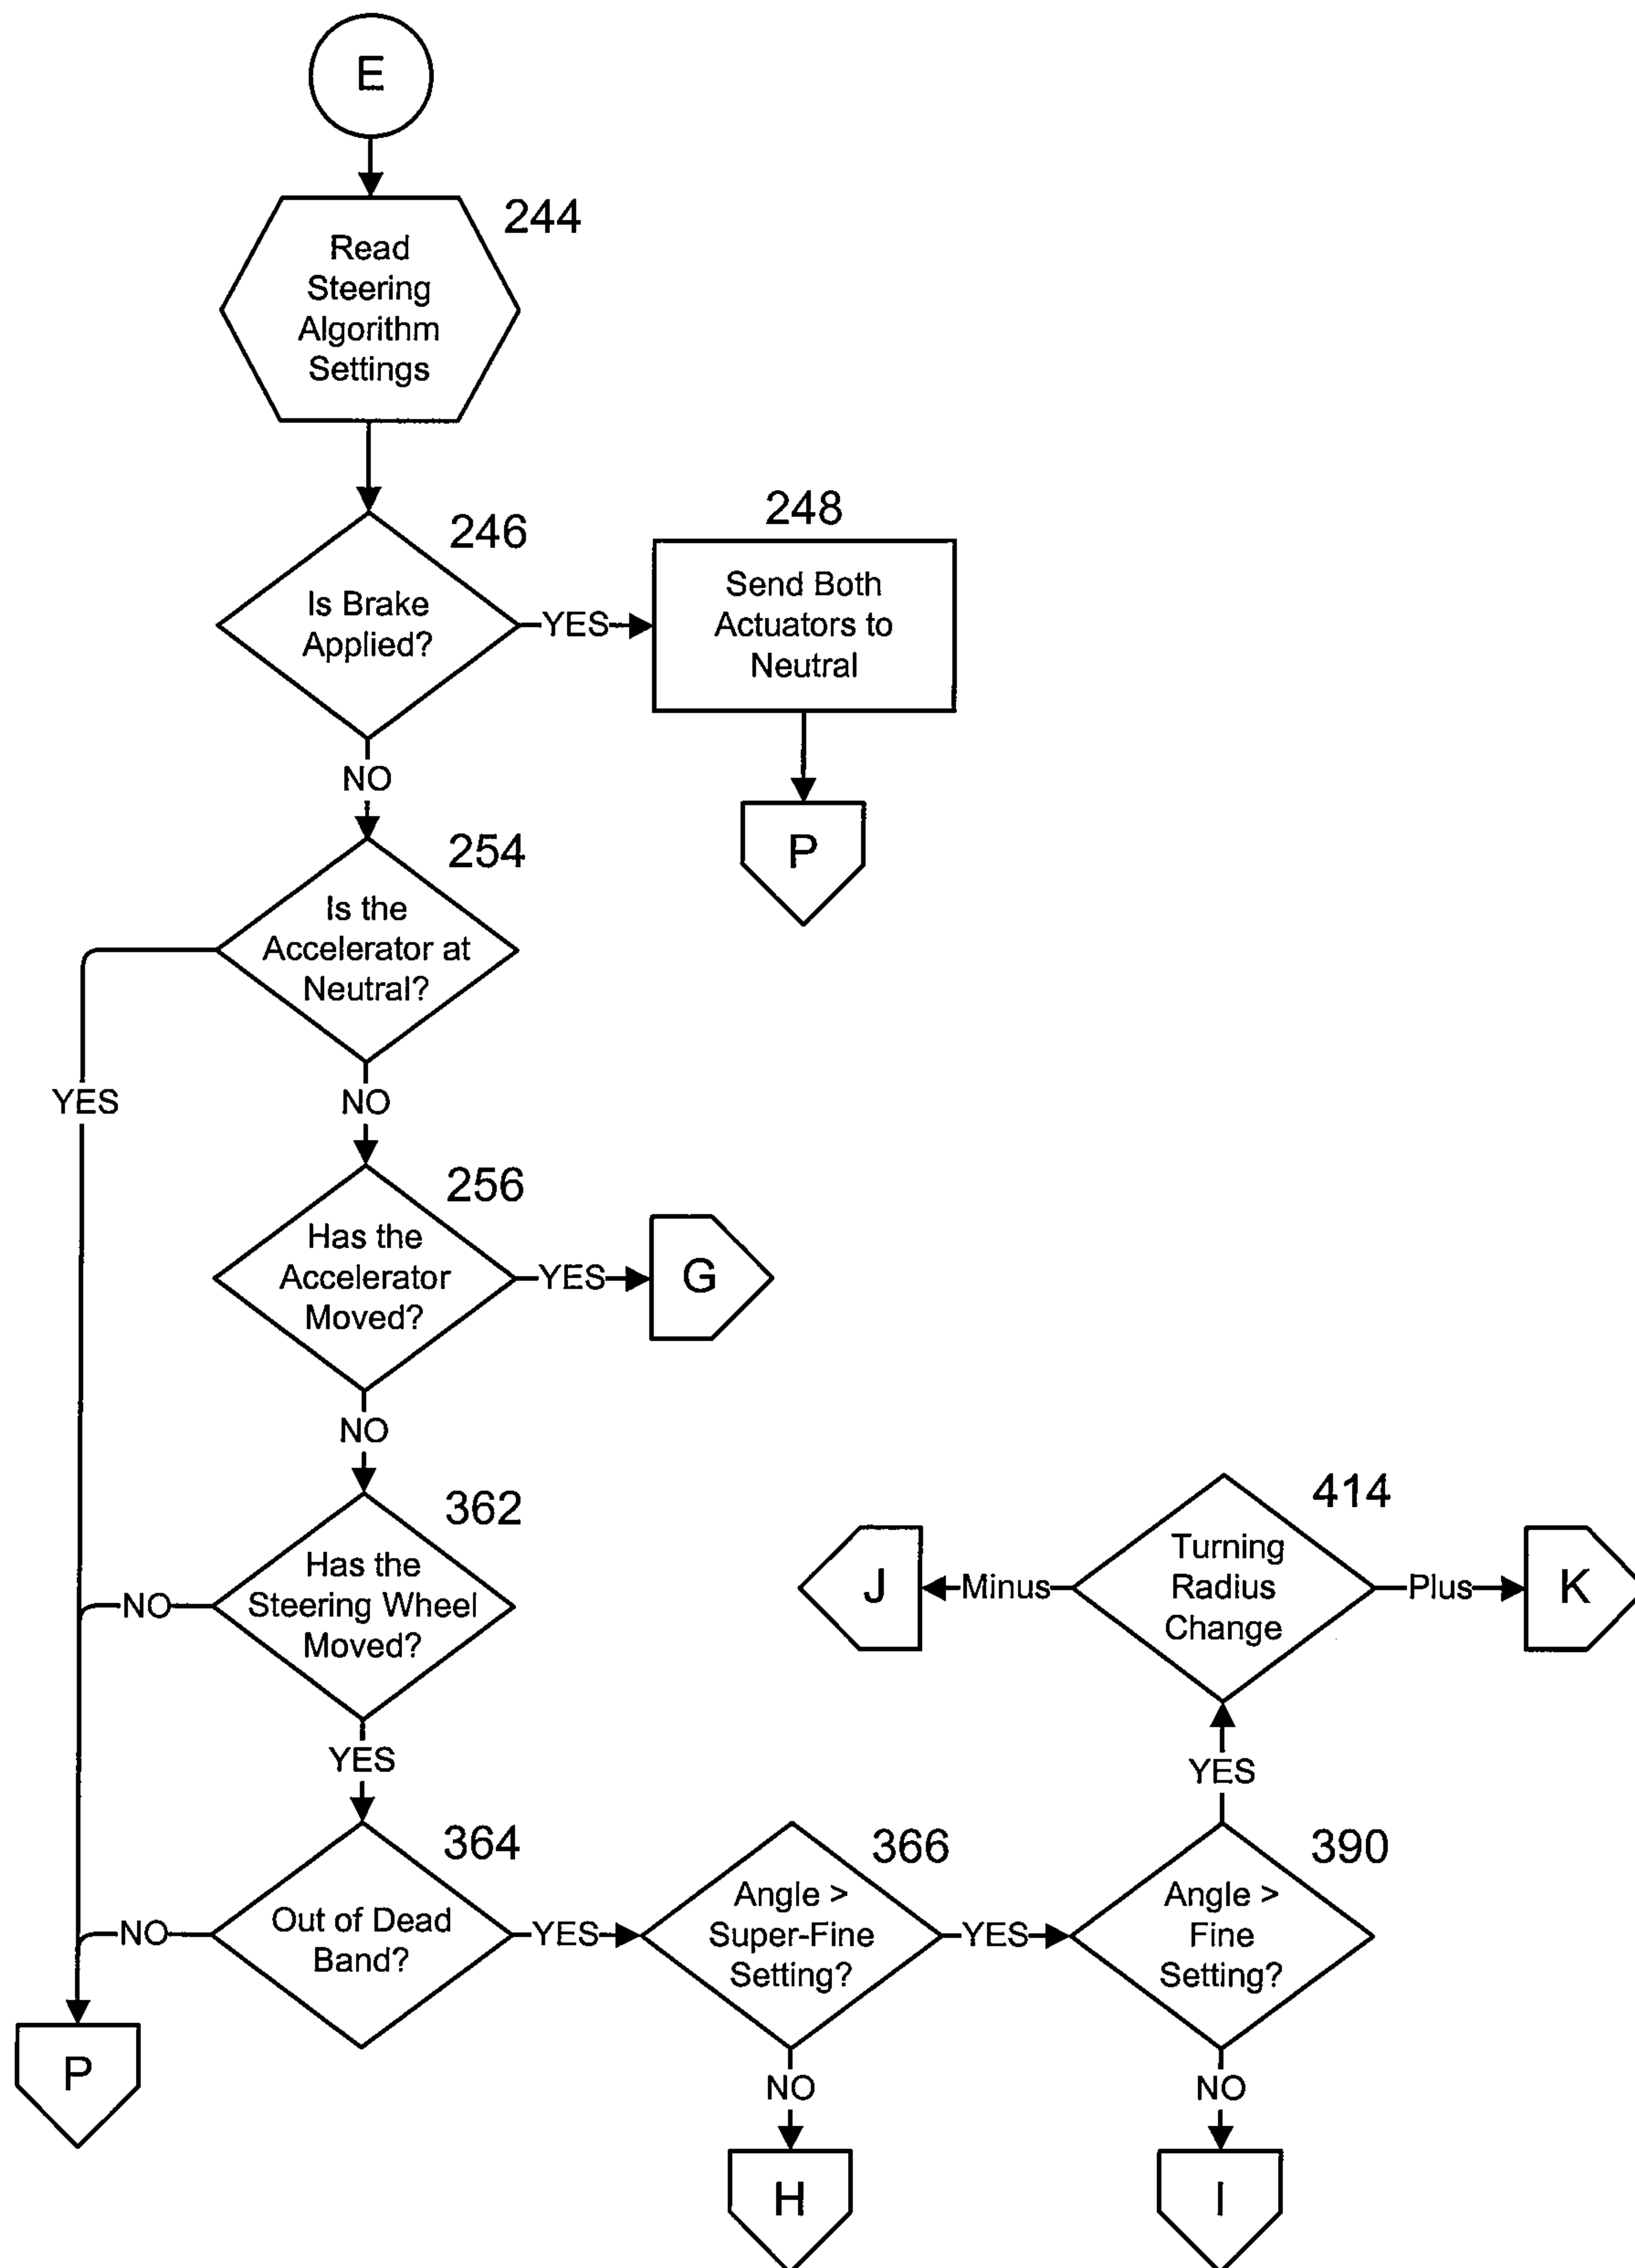 E
244
Read
Steering
Algorithm
Settings
246
Is Brake
Applied?
YES
248
Send Both
Actuators to
Neutral
P
NO
254
Is the
Accelerator at
Neutral?
YES
NO
256
Has the
Accelerator
Moved?
YES
G
NO
362
Has the
Steering Wheel
Moved?
NO
YES
414
Turning
Radius
Change
Minus
J
Plus
K
YES
364
Out of Dead
Band?
NO
YES
366
Angle >
Super-Fine
Setting?
YES
390
Angle >
Fine
Setting?
P
NO
H
NO
I